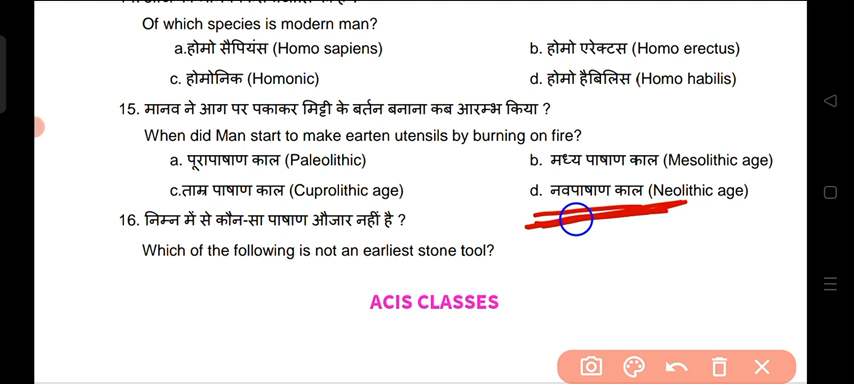 Of which species is modern man?
a.होमो सैपियंस (Homo sapiens) b. होमो एरेक्टस (Homo erectus)
c. होमोनिक (Homonic) d. होमो हैबिलिस (Homo habilis)
15. मानव ने आग पर पकाकर मिट्टी के बर्तन बनाना कब आरम्भ किया ?
When did Man start to make earten utensils by burning on fire?
a. पूरापाषाण काल (Paleolithic) b. मध्य पाषाण काल (Mesolithic age)
c.ताम्र पाषाण काल (Cuprolithic age) d. नवपाषाण काल (Neolithic age)
16. निम्न में से कौन-सा पाषाण औजार नहीं है ?
Which of the following is not an earliest stone tool?
ACIS CLASSES